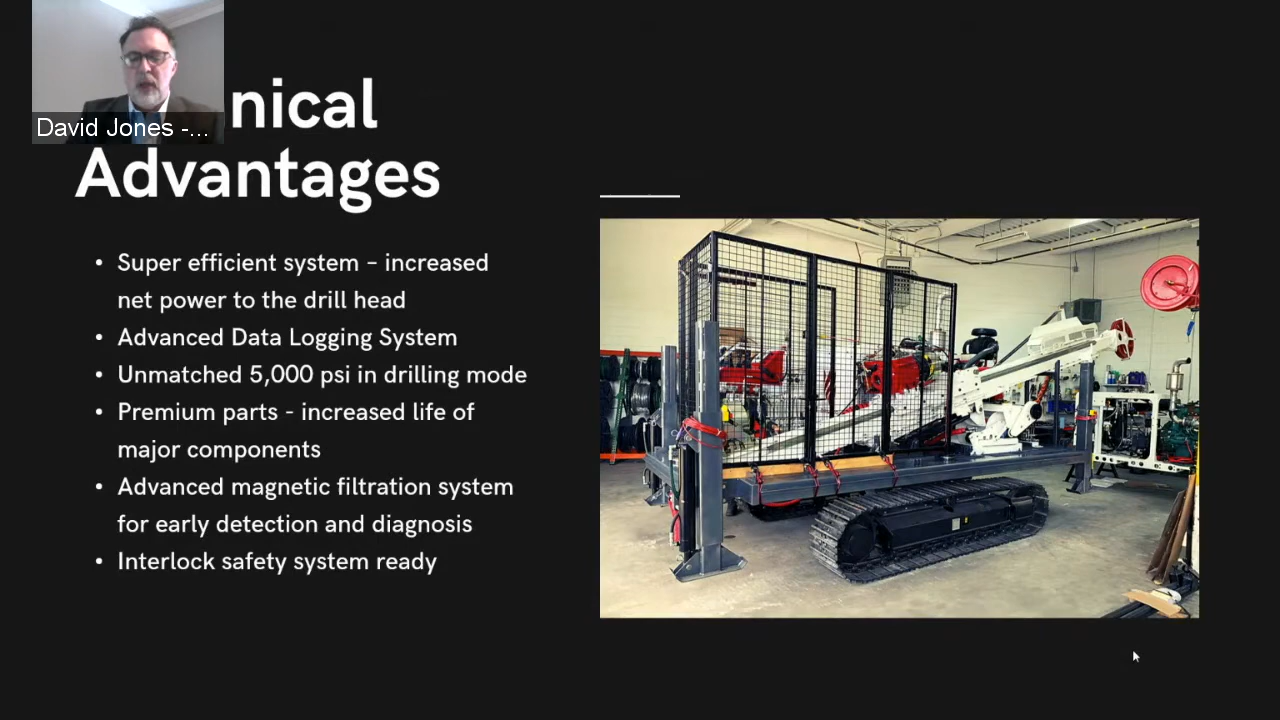 David Jones -...
nical
Advantages
• Super efficient system – increased
net power to the drill head
• Advanced Data Logging System
• Unmatched 5,000 psi in drilling mode
• Premium parts - increased life of
major components
• Advanced magnetic filtration system
for early detection and diagnosis
• Interlock safety system ready